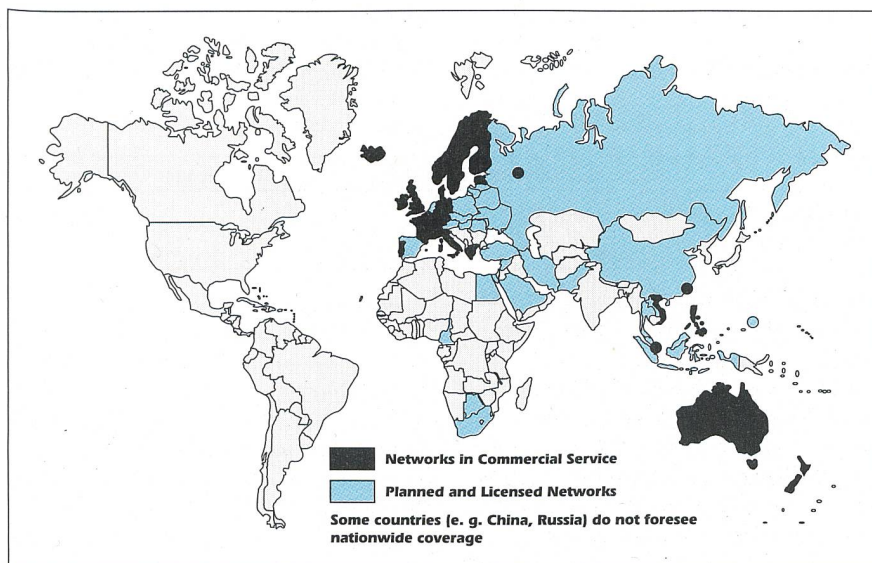 Networks in Commercial Service
Planned and Licensed Networks
Some countries (e. g. China, Russia) do not foresee
nationwide coverage